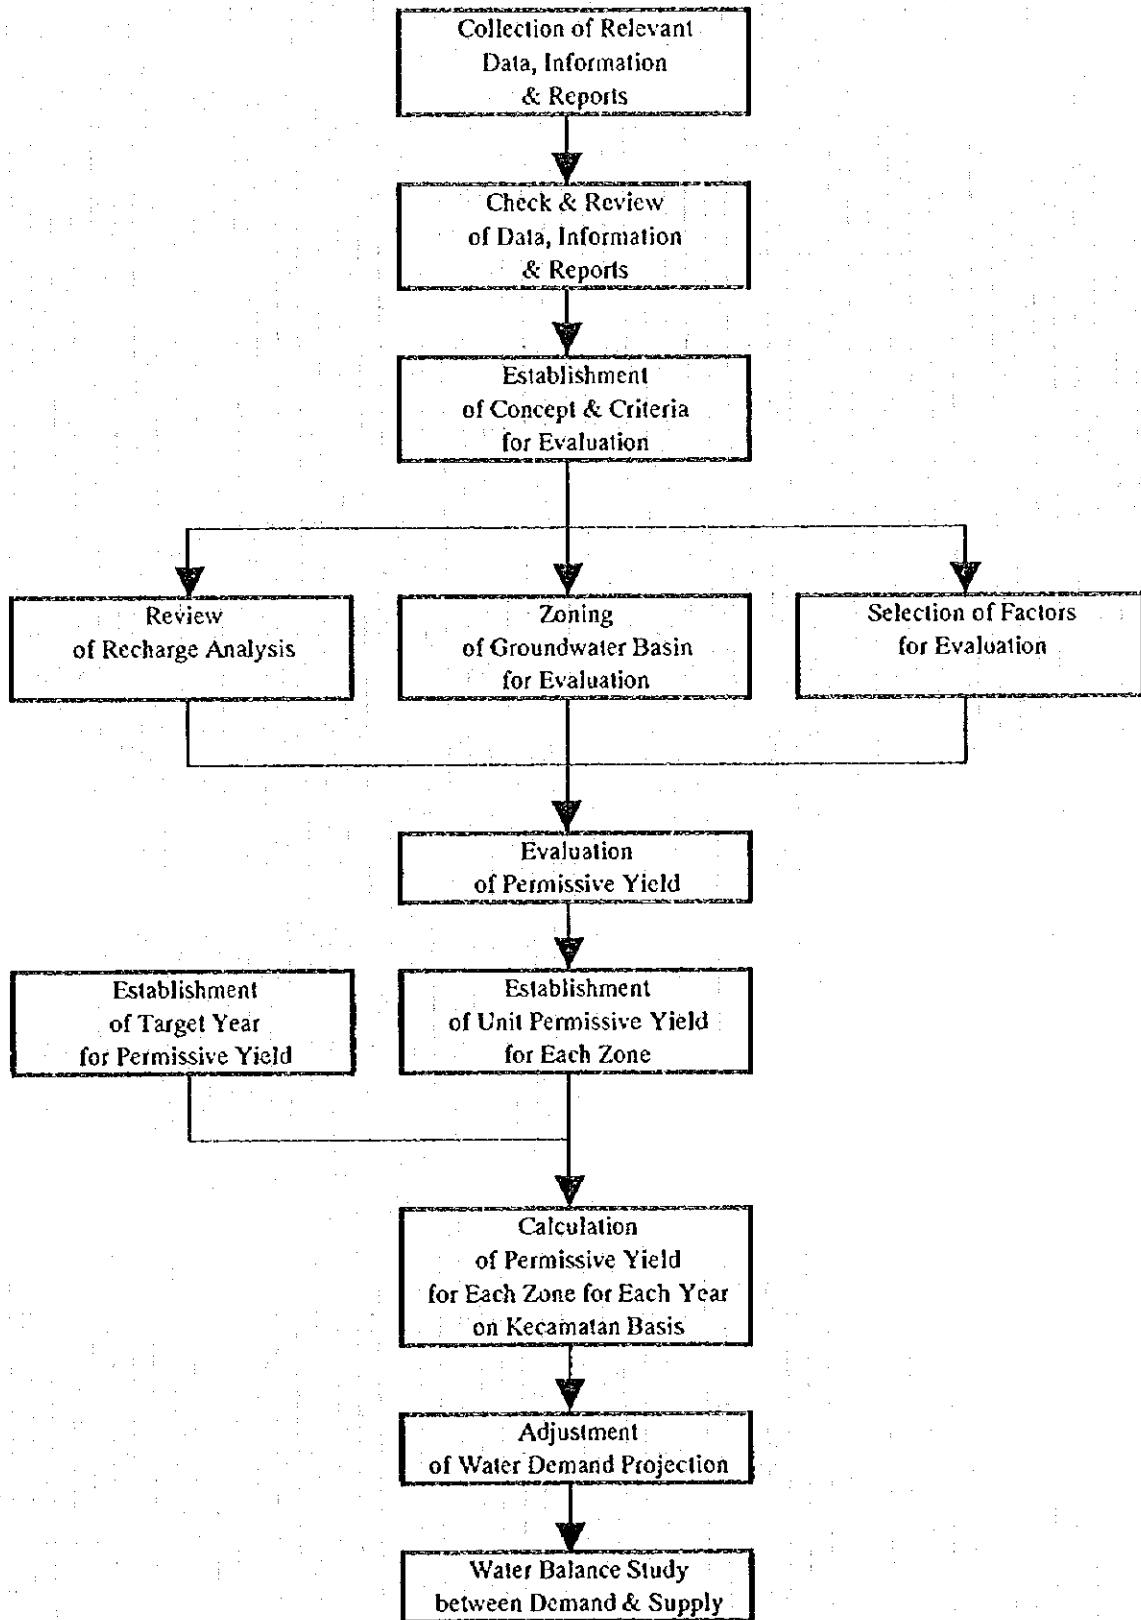 Collection of Relevant
Data, Information
& Reports
Check & Review
of Data, Information
& Reports
Establishment
of Concept & Criteria
for Evaluation
Review
of Recharge Analysis
Zoning
of Groundwater Basin
for Evaluation
Selection of Factors
for Evaluation
Evaluation
of Permissive Yield
Establishment
of Target Year
for Permissive Yield
Establishment
of Unit Permissive Yield
for Each Zone
Calculation
of Permissive Yield
for Each Zone for Each Year
on Kecamatan Basis
Adjustment
of Water Demand Projection
Water Balance Study
between Demand & Supply